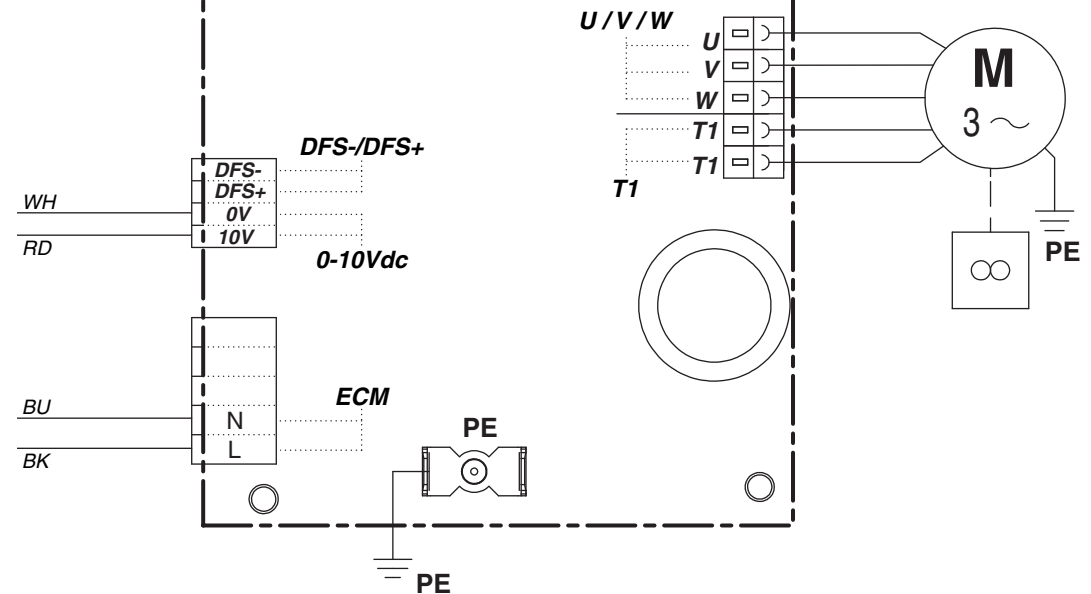 U / V / W
U
V
W
T1
T1
T1
M
3
PE
DFS-/DFS+
DFS-
DFS+
0V
10V
WH
RD
0-10Vdc
ECM
BU
BK
N
L
PE
PE